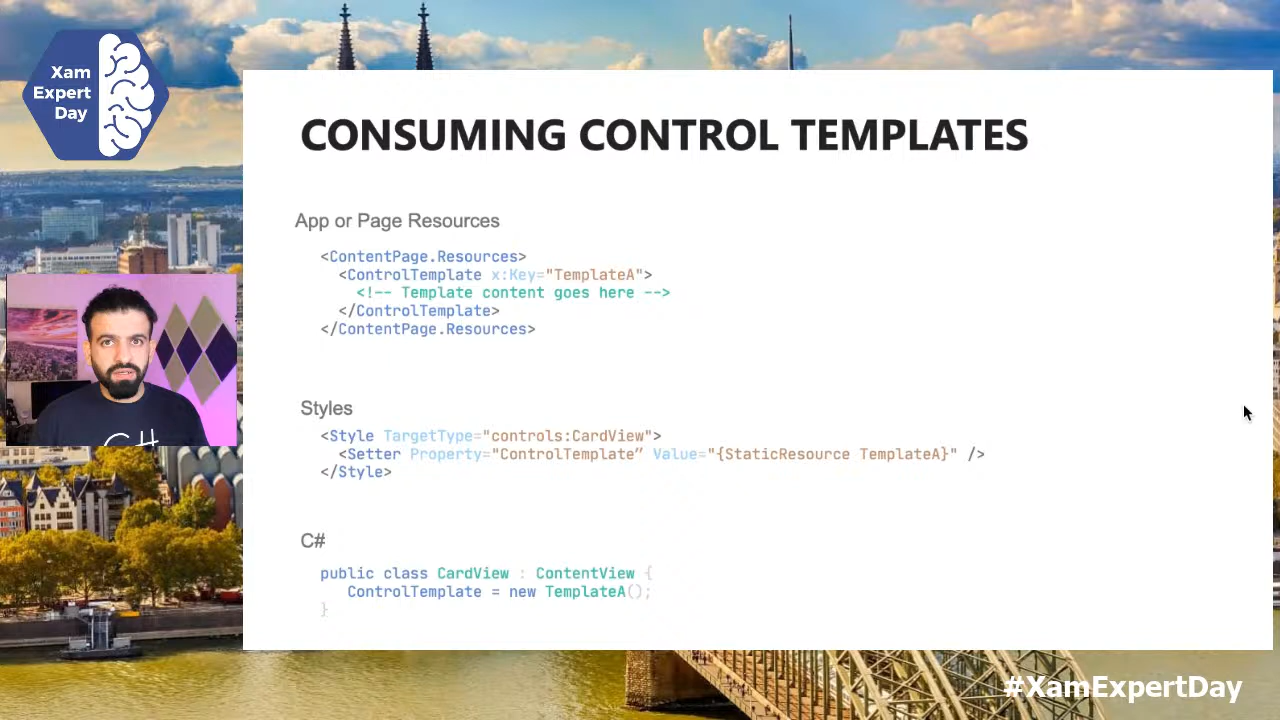 Xam
Expert
Day
CONSUMING CONTROL TEMPLATES
App or Page Resources
<ContentPage.Resources>
<ControlTemplate x:Key="TemplateA">
<!-- Template content goes here -->
</ControlTemplate>
</ContentPage.Resources>
Styles
<Style TargetType="controls:CardView">
<Setter Property="ControlTemplate” Value="{StaticResource TemplateA}" />
</Style>
C#
public class CardView : ContentView {
ControlTemplate = new TemplateA();
}
C#
#XamExpertDay